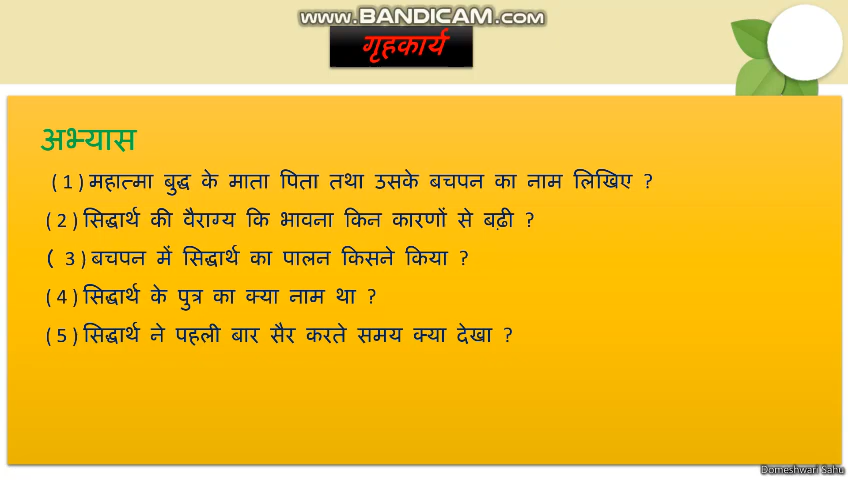 www.BANDICAM.com
गृहकार्य
अभ्यास
(1)महात्मा बुद्ध के माता पिता तथा उसके बचपन का नाम लिखिए ?
(2)सिद्धार्थ की वैराग्य कि भावना किन कारणों से बढ़ी ?
( 3)बचपन में सिद्धार्थ का पालन किसने किया ?
(4)सिद्धार्थ के पुत्र का क्या नाम था ?
(5)सिद्धार्थ ने पहली बार सैर करते समय क्या देखा ?
Domeshwari Sahu